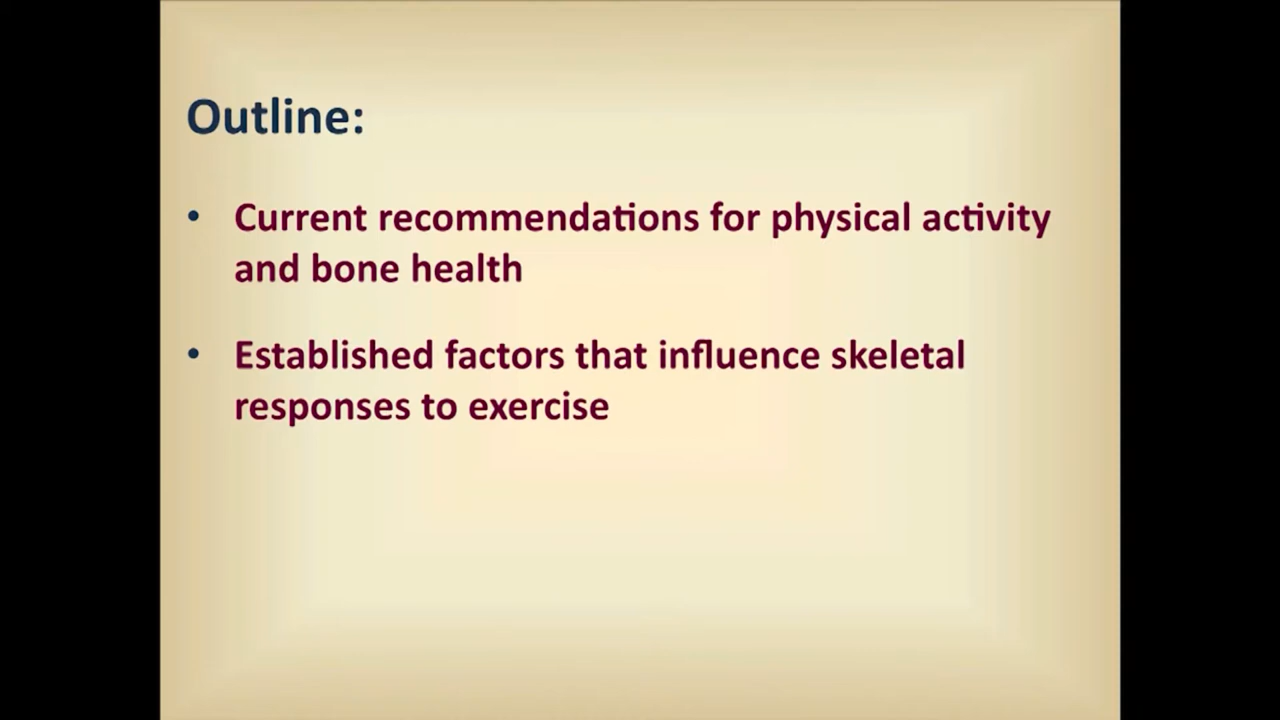 Outline:
• Current recommendations for physical activity
and bone health
• Established factors that influence skeletal
responses to exercise